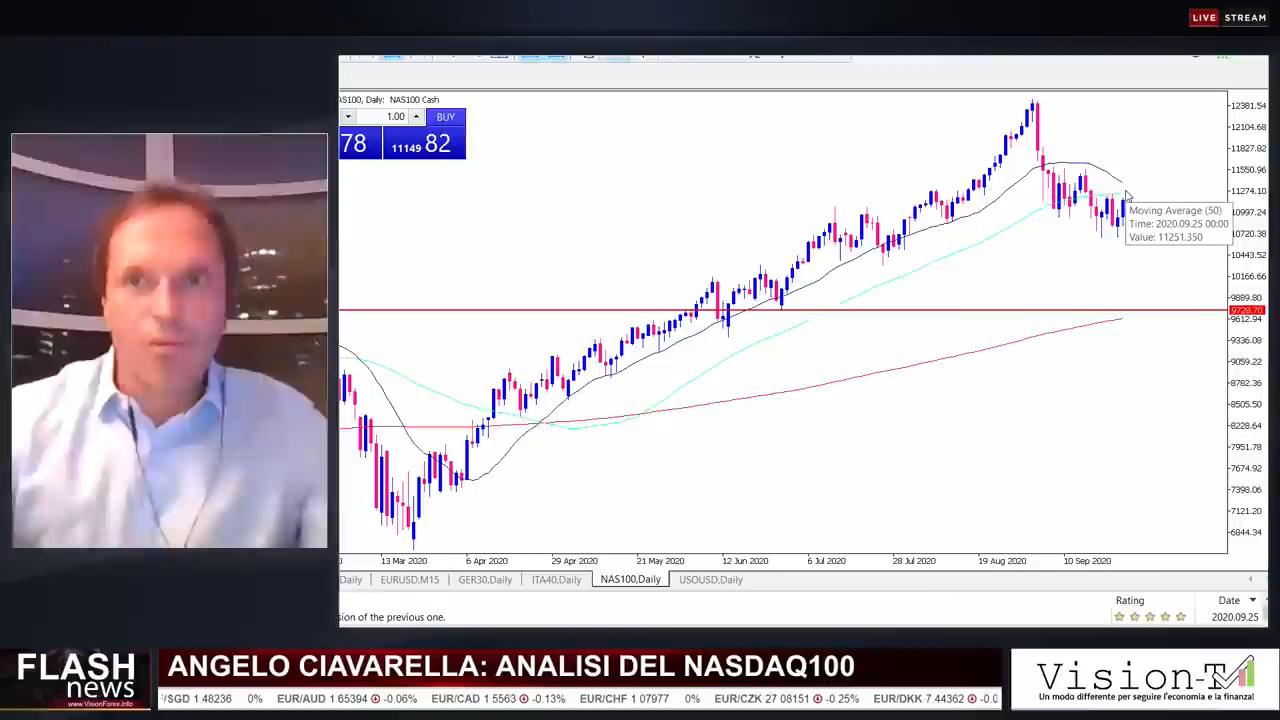 LIVE STREAM
AS100, Daily: NAS100 Cash
1.00 BUY
78 11149 82
12381.54
12104.68
11827.82
11550.96
11274.10
10997.24
10720.38
10443.52
10166.66
9889.80
9728.70
9612.94
9336.08
9059.22
8782.36
8505.50
8228.64
7951.78
7674.92
7398.06
7121.20
6844.34
Moving Average (50)
Time: 2020.09.25 00:00
Value: 11251.350
13 Mar 2020 6 Apr 2020 29 Apr 2020 21 May 2020 12 Jun 2020 6 Jul 2020 28 Jul 2020 19 Aug 2020 10 Sep 2020
Daily EURUSD,M15 GER30,Daily ITA40,Daily NAS100,Daily USOUSD,Daily
Rating Date
sion of the previous one. 2020.09.25
FLASH
news
www.VisionForex.info
ANGELO CIAVARELLA: ANALISI DEL NASDAQ100
/SGD 1.48236 0% EUR/AUD 1.65394 -0.06% EUR/CAD 1.5563 -0.13% EUR/CHF 1.07977 0% EUR/CZK 27.081 -0.25% EUR/DKK 7.44362 -0.0
Vision-TV
Un modo differente per seguire l'economia e la finanza!